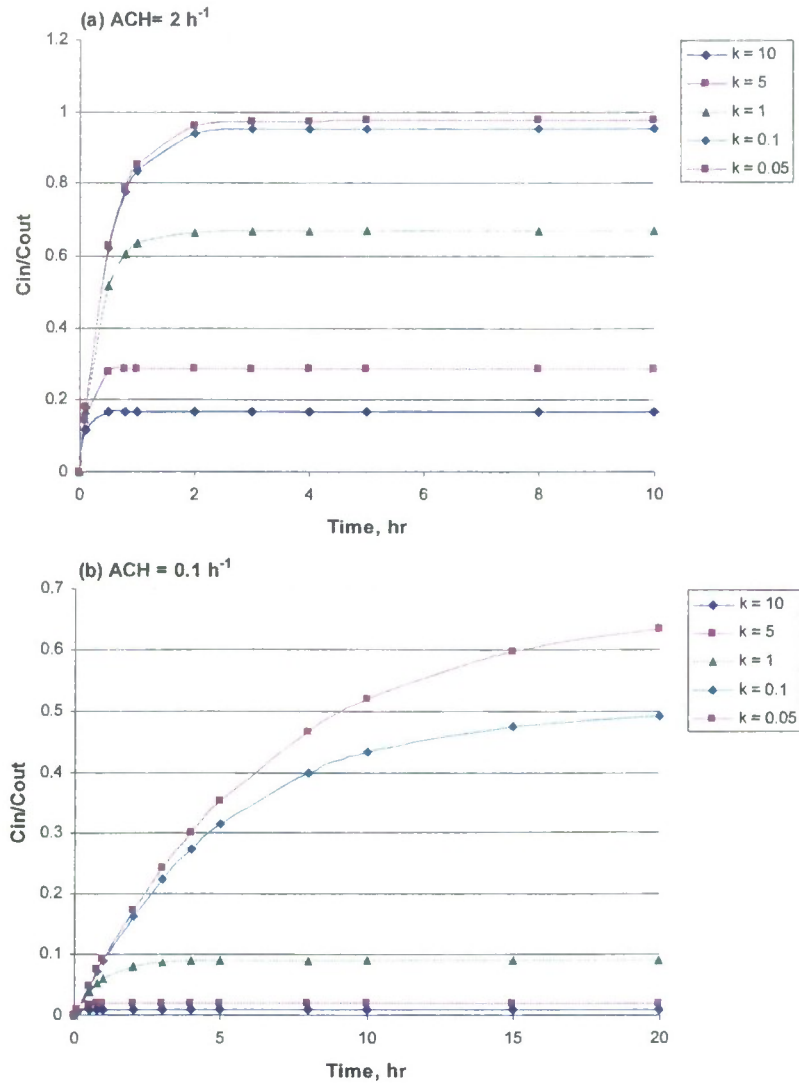 (a) ACH= 2 h⁻¹
1.2
1
0.8
0.6
0.4
0.2
0
Cin/Cout
0
2
4
6
8
10
Time, hr
k = 10
k = 5
k = 1
k = 0.1
k = 0.05
(b) ACH = 0.1 h⁻¹
0.7
0.6
0.5
0.4
0.3
0.2
0.1
0
Cin/Cout
0
5
10
15
20
Time, hr
k = 10
k = 5
k = 1
k = 0.1
k = 0.05